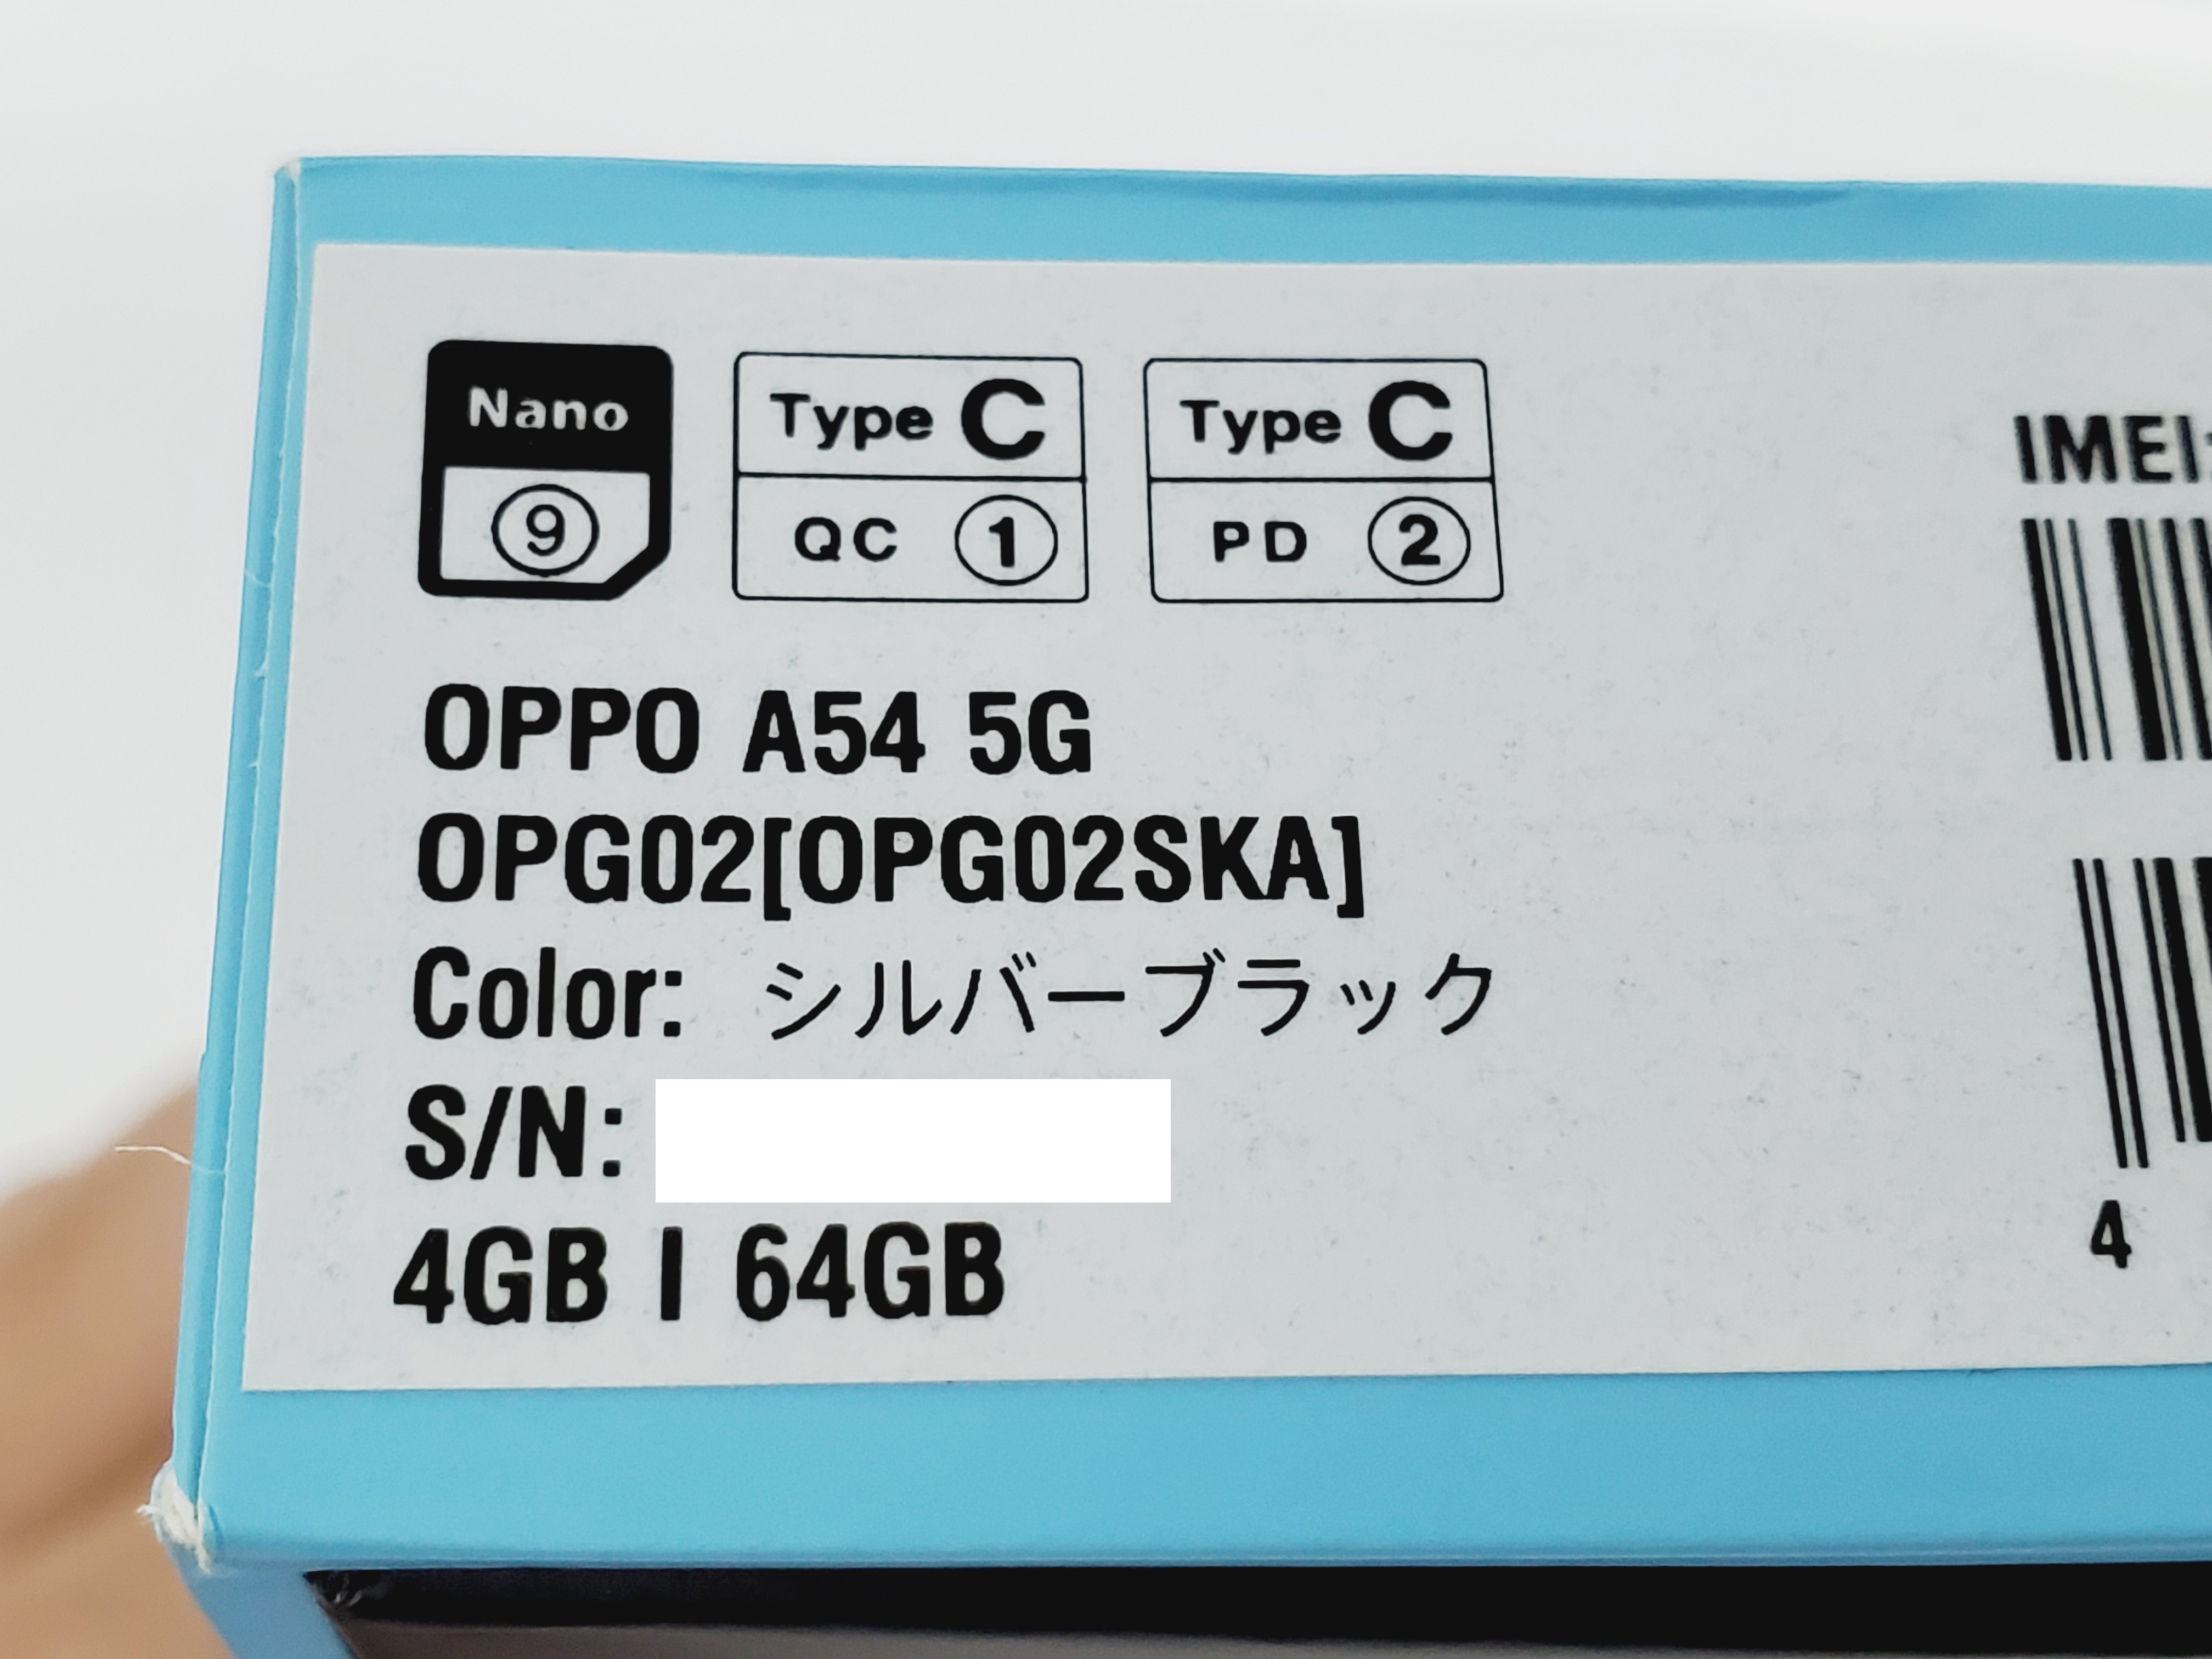 Nano
⑨
Type C
QC ①
Type C
PD ②
OPPO A54 5G
OPG02[OPG02SKA]
Color: シルバーブラック
S/N:
4GB | 64GB
IMEI:
4